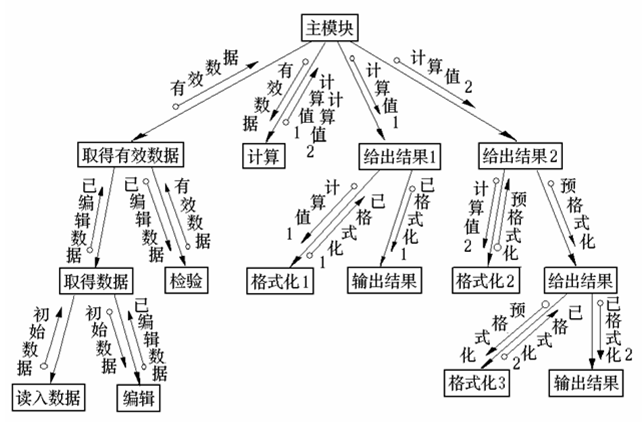 主模块
有效数据
有效数据
计算值1
计算值2
计算值1
计算值2
取得有效数据
计算
给出结果1
给出结果2
已编辑数据
已编辑数据
有效数据
计算值1
已格式化1
已格式化1
计算值2
预格式化
预格式化
取得数据
检验
格式化1
输出结果
格式化2
给出结果
初始数据
初始数据
已编辑数据
预格式化
已格式化2
已格式化2
读入数据
编辑
格式化3
输出结果